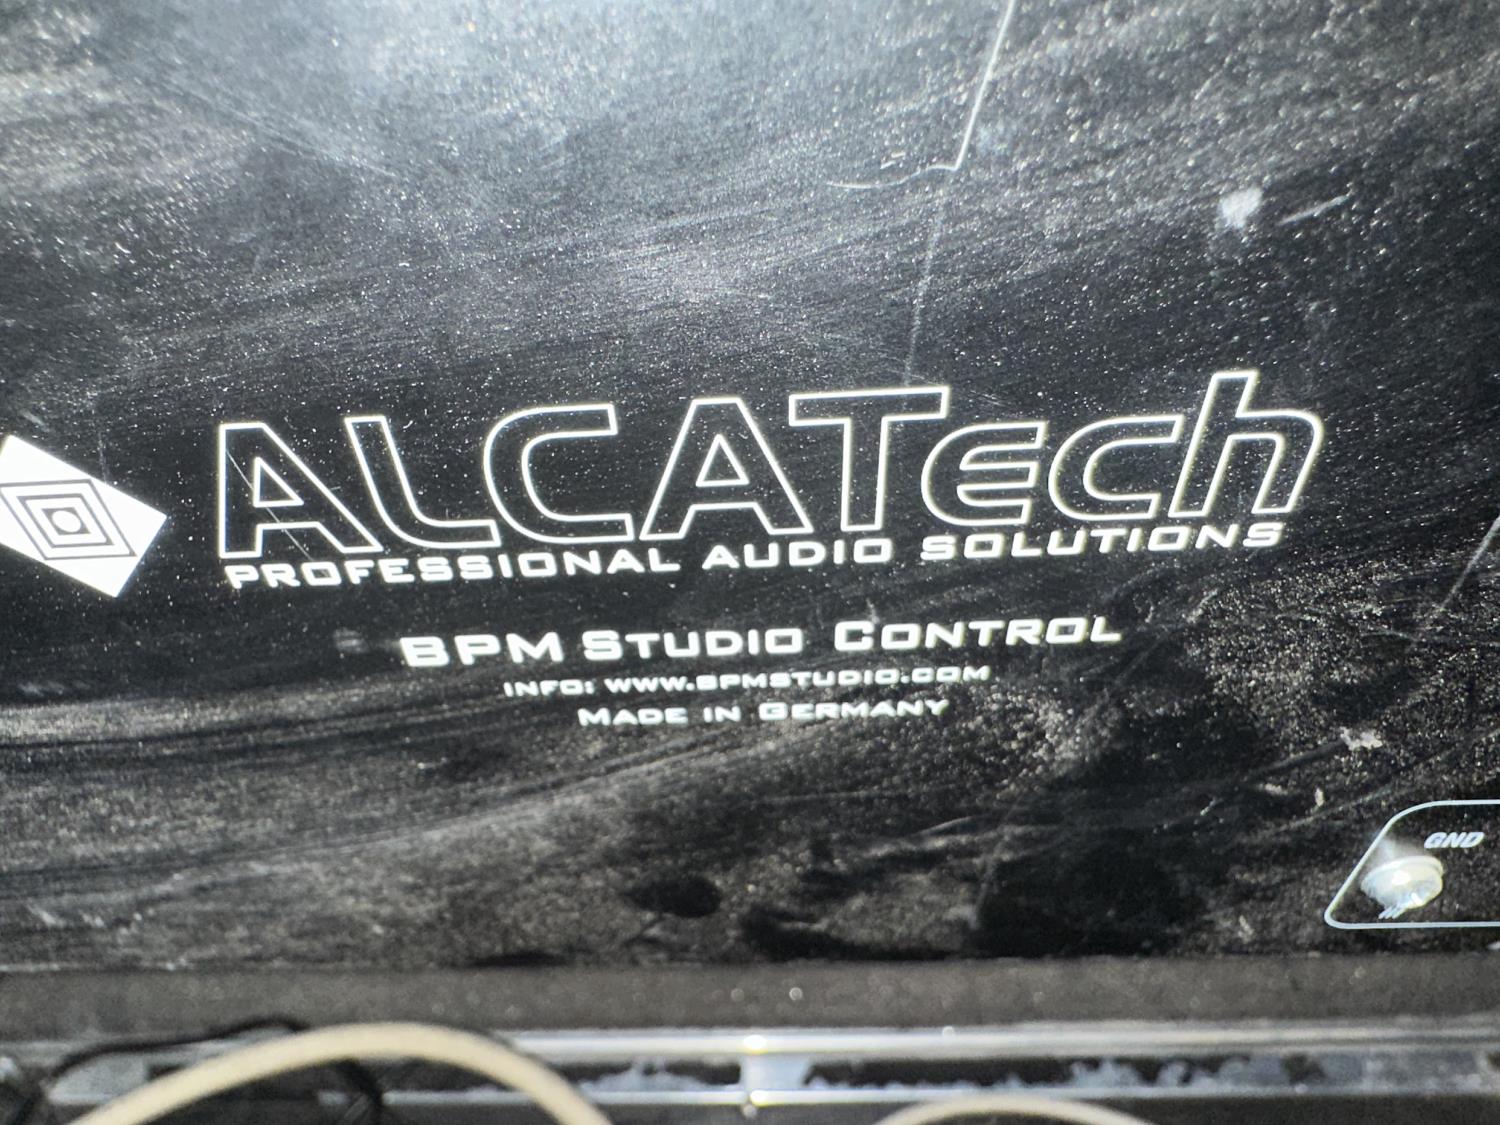 ALCATech
PROFESSIONAL AUDIO SOLUTIONS
BPM STUDIO CONTROL
INFO: WWW.BPMSTUDIO.COM
MADE IN GERMANY
GND